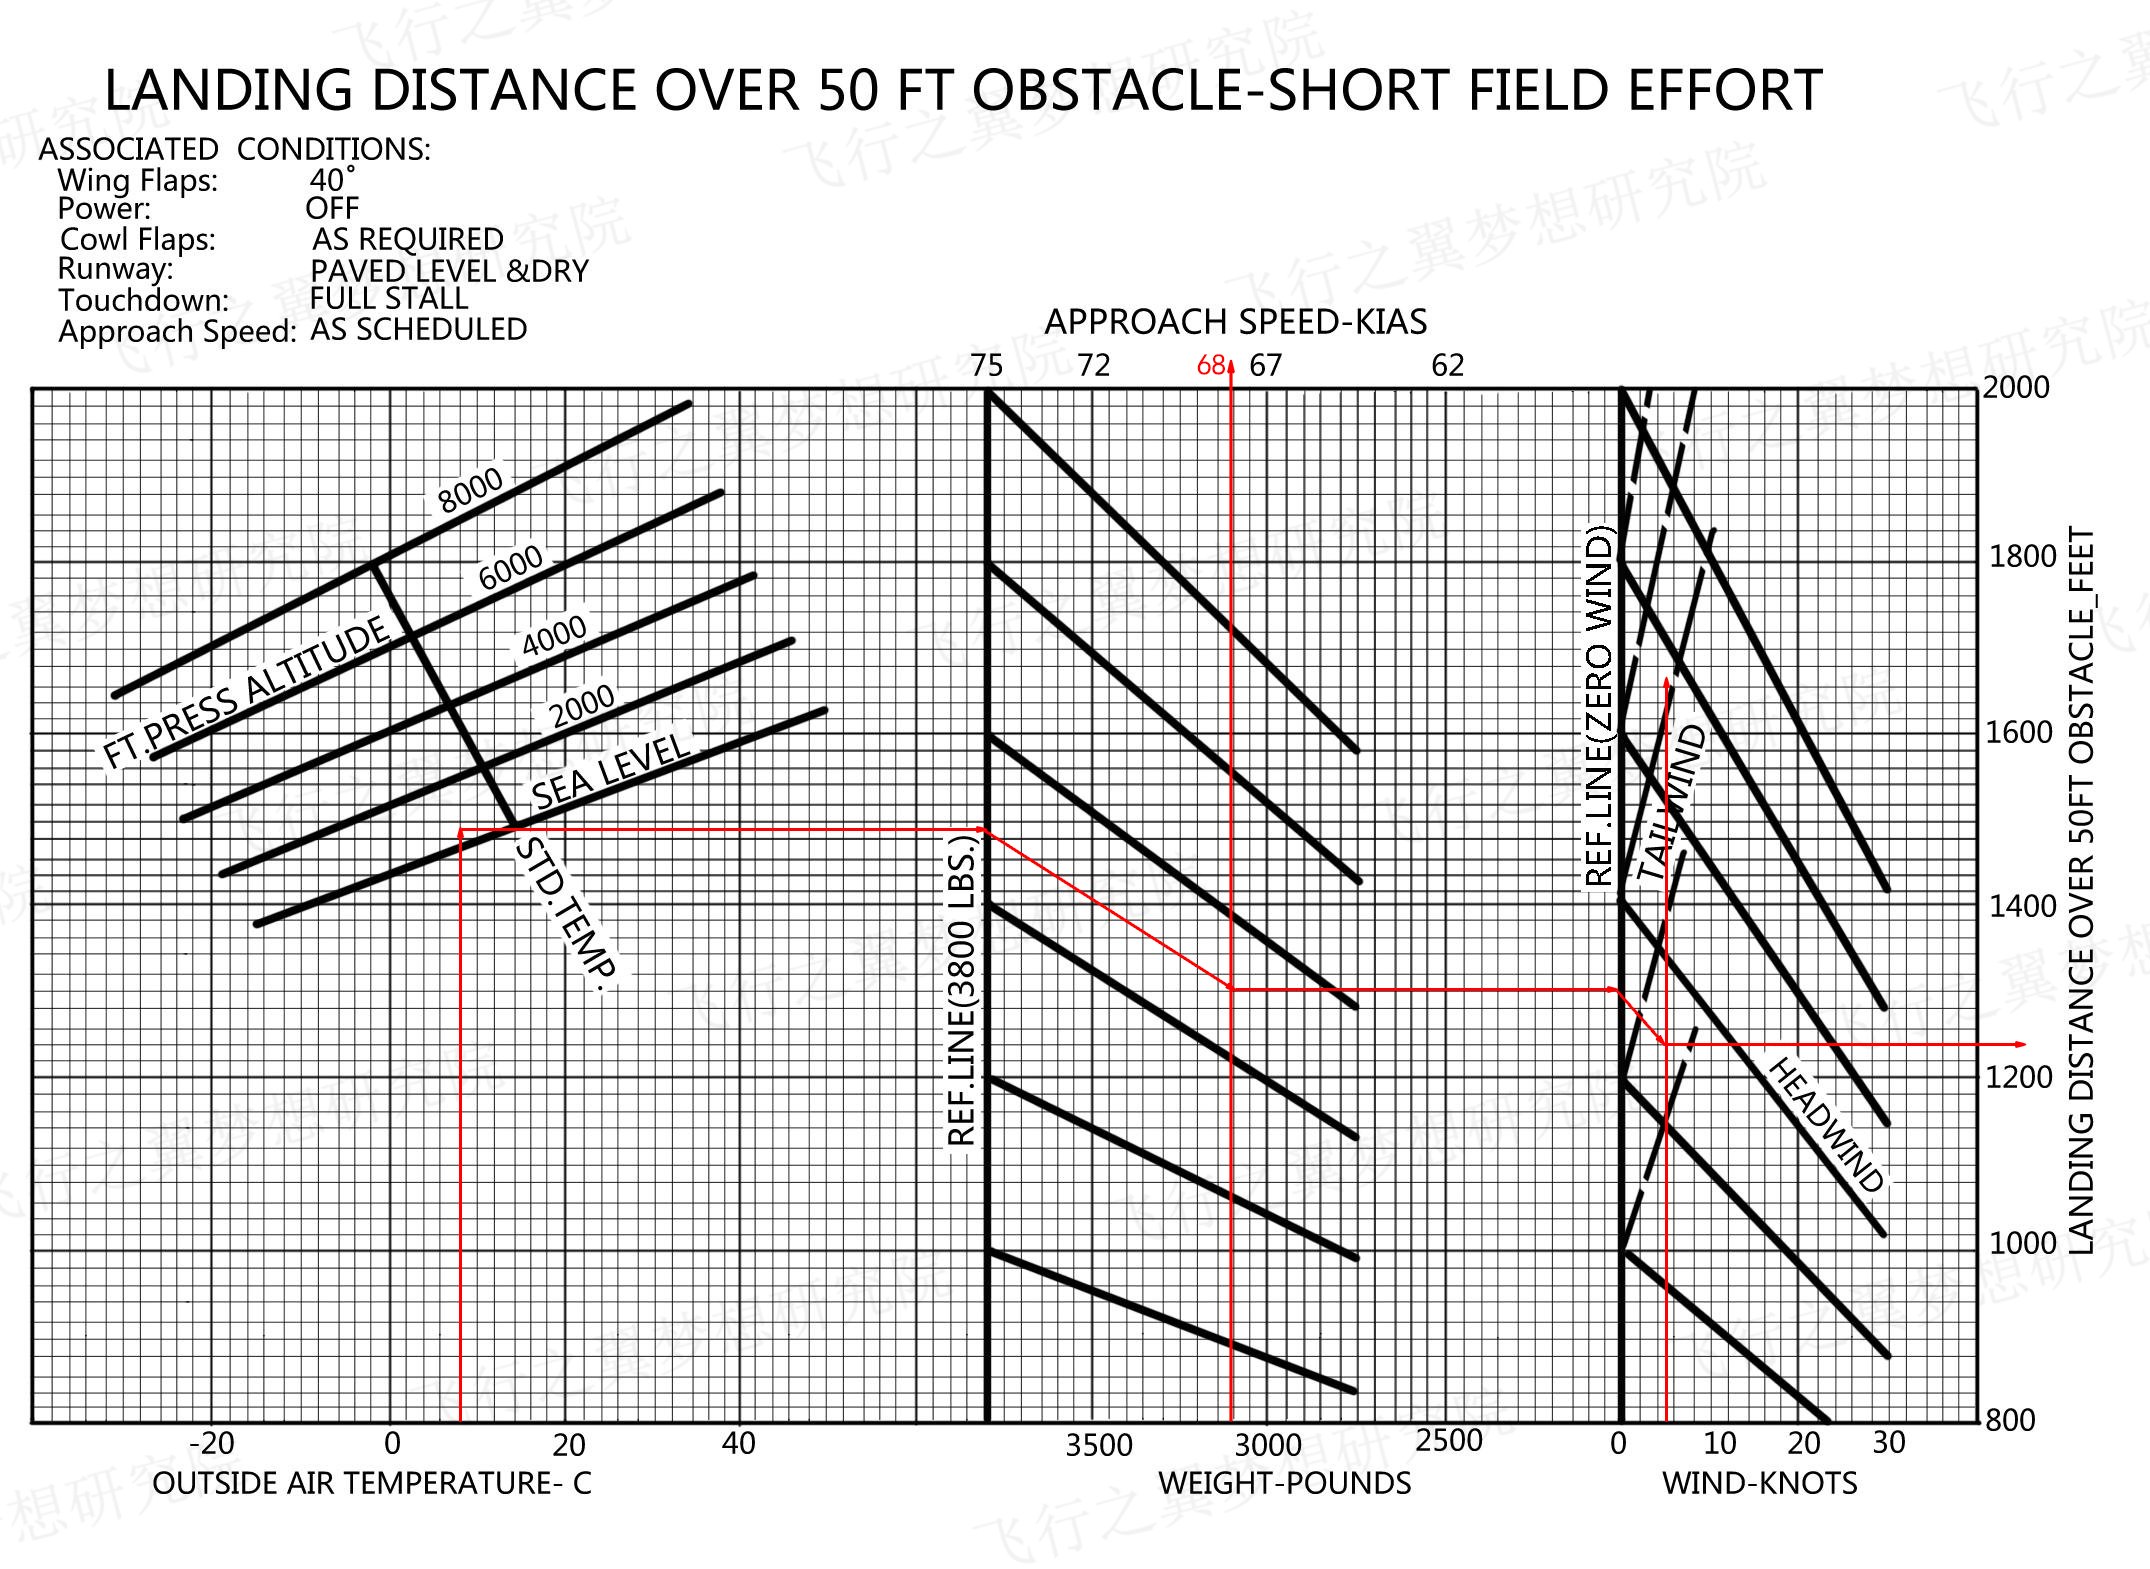 LANDING DISTANCE OVER 50 FT OBSTACLE-SHORT FIELD EFFORT
ASSOCIATED CONDITIONS:
Wing Flaps: 40°
Power: OFF
Cowl Flaps: AS REQUIRED
Runway: PAVED LEVEL &DRY
Touchdown: FULL STALL
Approach Speed: AS SCHEDULED
APPROACH SPEED-KIAS
75 72 68 67 62
8000
6000
4000
2000
SEA LEVEL
FT.PRESS ALTITUDE
STD.TEMP.
REF.LINE(3800 LBS.)
REF.LINE(ZERO WIND)
TAILWIND
HEADWIND
2000
1800
1600
1400
1200
1000
800
LANDING DISTANCE OVER 50FT OBSTACLE_FEET
-20 0 20 40
3500 3000 2500
0 10 20 30
OUTSIDE AIR TEMPERATURE- C
WEIGHT-POUNDS
WIND-KNOTS
飞行之翼梦想研究院